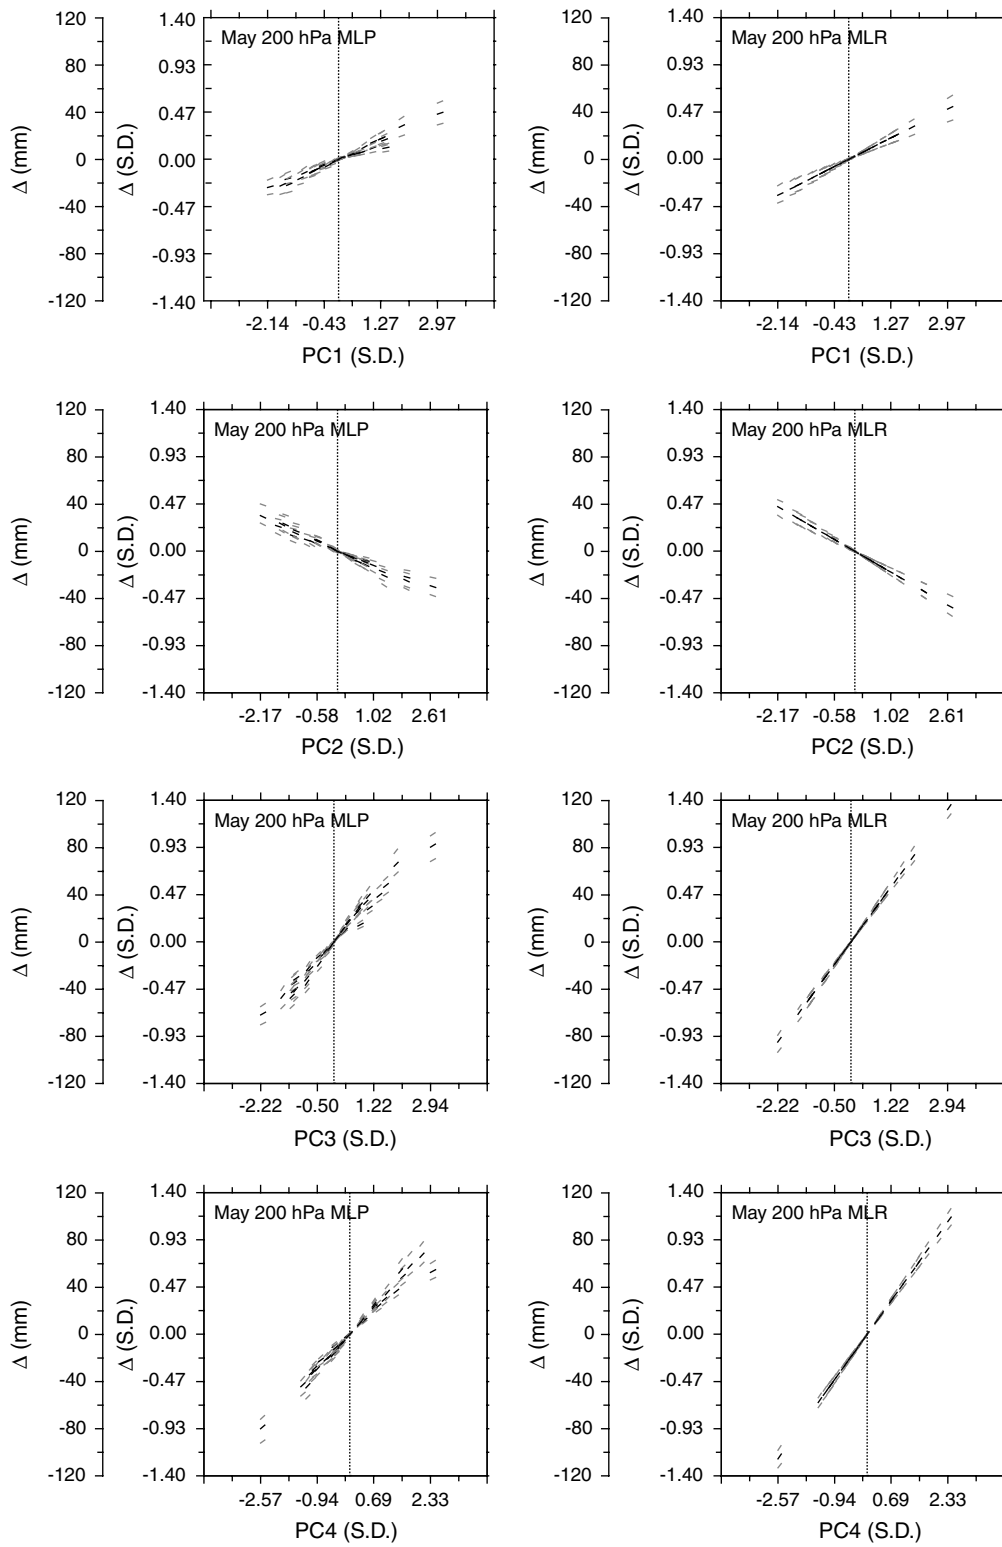 May 200 hPa MLP
120
80
40
0
-40
-80
-120
Δ (mm)
1.40
0.93
0.47
0.00
-0.47
-0.93
-1.40
Δ (S.D.)
-2.14 -0.43 1.27 2.97
PC1 (S.D.)
May 200 hPa MLR
120
80
40
0
-40
-80
-120
Δ (mm)
1.40
0.93
0.47
0.00
-0.47
-0.93
-1.40
Δ (S.D.)
-2.14 -0.43 1.27 2.97
PC1 (S.D.)
May 200 hPa MLP
120
80
40
0
-40
-80
-120
Δ (mm)
1.40
0.93
0.47
0.00
-0.47
-0.93
-1.40
Δ (S.D.)
-2.17 -0.58 1.02 2.61
PC2 (S.D.)
May 200 hPa MLR
120
80
40
0
-40
-80
-120
Δ (mm)
1.40
0.93
0.47
0.00
-0.47
-0.93
-1.40
Δ (S.D.)
-2.17 -0.58 1.02 2.61
PC2 (S.D.)
May 200 hPa MLP
120
80
40
0
-40
-80
-120
Δ (mm)
1.40
0.93
0.47
0.00
-0.47
-0.93
-1.40
Δ (S.D.)
-2.22 -0.50 1.22 2.94
PC3 (S.D.)
May 200 hPa MLR
120
80
40
0
-40
-80
-120
Δ (mm)
1.40
0.93
0.47
0.00
-0.47
-0.93
-1.40
Δ (S.D.)
-2.22 -0.50 1.22 2.94
PC3 (S.D.)
May 200 hPa MLP
120
80
40
0
-40
-80
-120
Δ (mm)
1.40
0.93
0.47
0.00
-0.47
-0.93
-1.40
Δ (S.D.)
-2.57 -0.94 0.69 2.33
PC4 (S.D.)
May 200 hPa MLR
120
80
40
0
-40
-80
-120
Δ (mm)
1.40
0.93
0.47
0.00
-0.47
-0.93
-1.40
Δ (S.D.)
-2.57 -0.94 0.69 2.33
PC4 (S.D.)